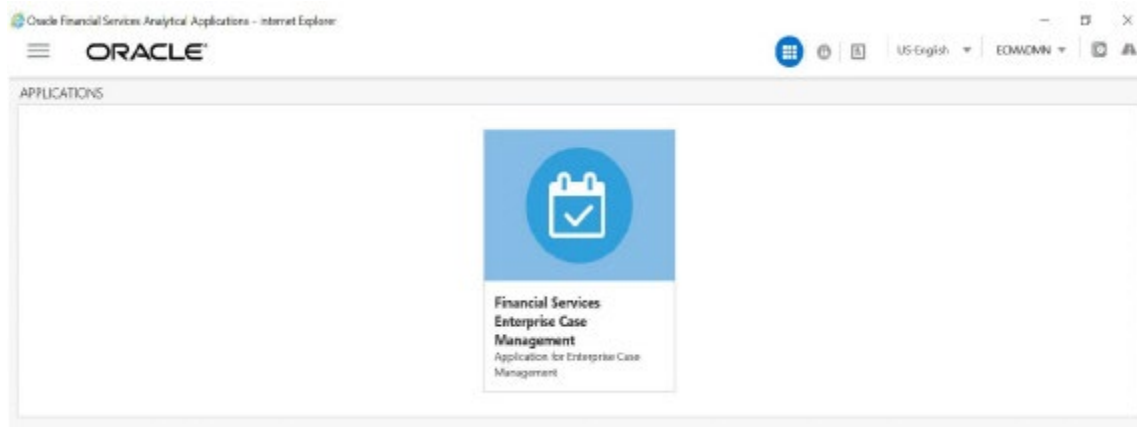 Oracle Financial Services Analytical Applications - Internet Explorer
ORACLE
US-English
ECMADMN
APPLICATIONS
Financial Services
Enterprise Case
Management
Application for Enterprise Case
Management